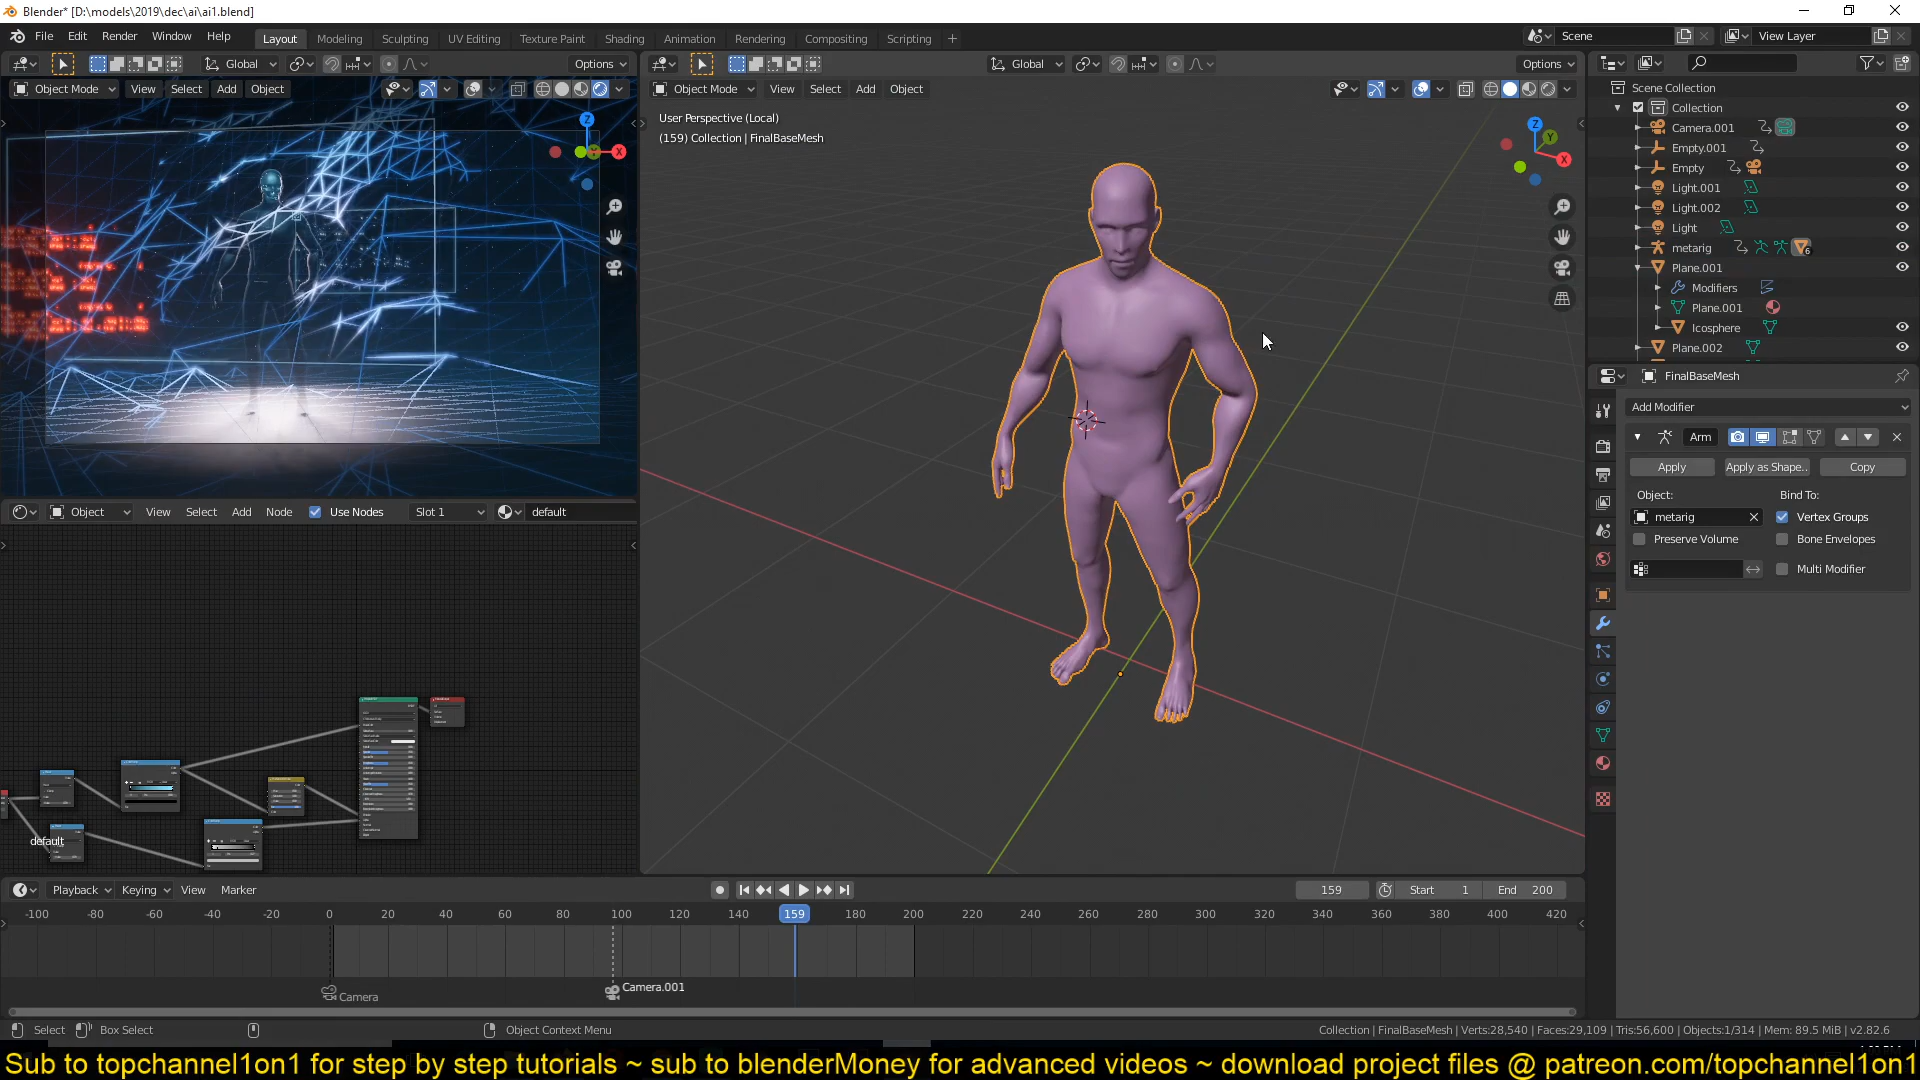 Blender* [D:\models\2019\dec\ai\ai1.blend]
File Edit Render Window Help Layout Modeling Sculpting UV Editing Texture Paint Shading Animation Rendering Compositing Scripting + Scene View Layer
Global Options Global Options
Object Mode View Select Add Object Object Mode View Select Add Object
Scene Collection
Collection
Camera.001
Empty.001
Empty
Light.001
Light.002
Light
metarig
6
Plane.001
Modifiers
Plane.001
Icosphere
Plane.002
User Perspective (Local)
(159) Collection | FinalBaseMesh
Z
X
Z
Y
X
FinalBaseMesh
Add Modifier
Arm
Apply Apply as Shape.. Copy
Object: Bind To:
metarig Vertex Groups
Preserve Volume Bone Envelopes
Multi Modifier
Object View Select Add Node Use Nodes Slot 1 default
default
Playback Keying View Marker 159 Start 1 End 200
-100 -80 -60 -40 -20 0 20 40 60 80 100 120 140 159 180 200 220 240 260 280 300 320 340 360 380 400 420
Camera Camera.001
Select Box Select Object Context Menu Collection | FinalBaseMesh | Verts:28,540 | Faces:29,109 | Tris:56,600 | Objects:1/314 | Mem: 89.5 MiB | v2.82.6
Sub to topchannel1on1 for step by step tutorials ~ sub to blenderMoney for advanced videos ~ download project files @ patreon.com/topchannel1on1